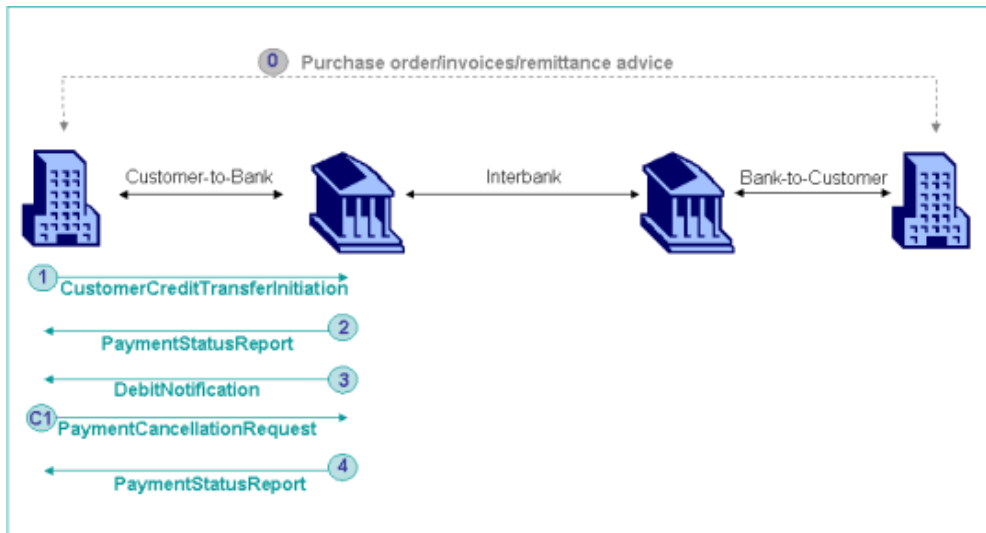 0 Purchase order/invoices/remittance advice
Customer-to-Bank
Interbank
Bank-to-Customer
1 CustomerCreditTransferInitiation
2
PaymentStatusReport
3
DebitNotification
C1 PaymentCancellationRequest
4
PaymentStatusReport